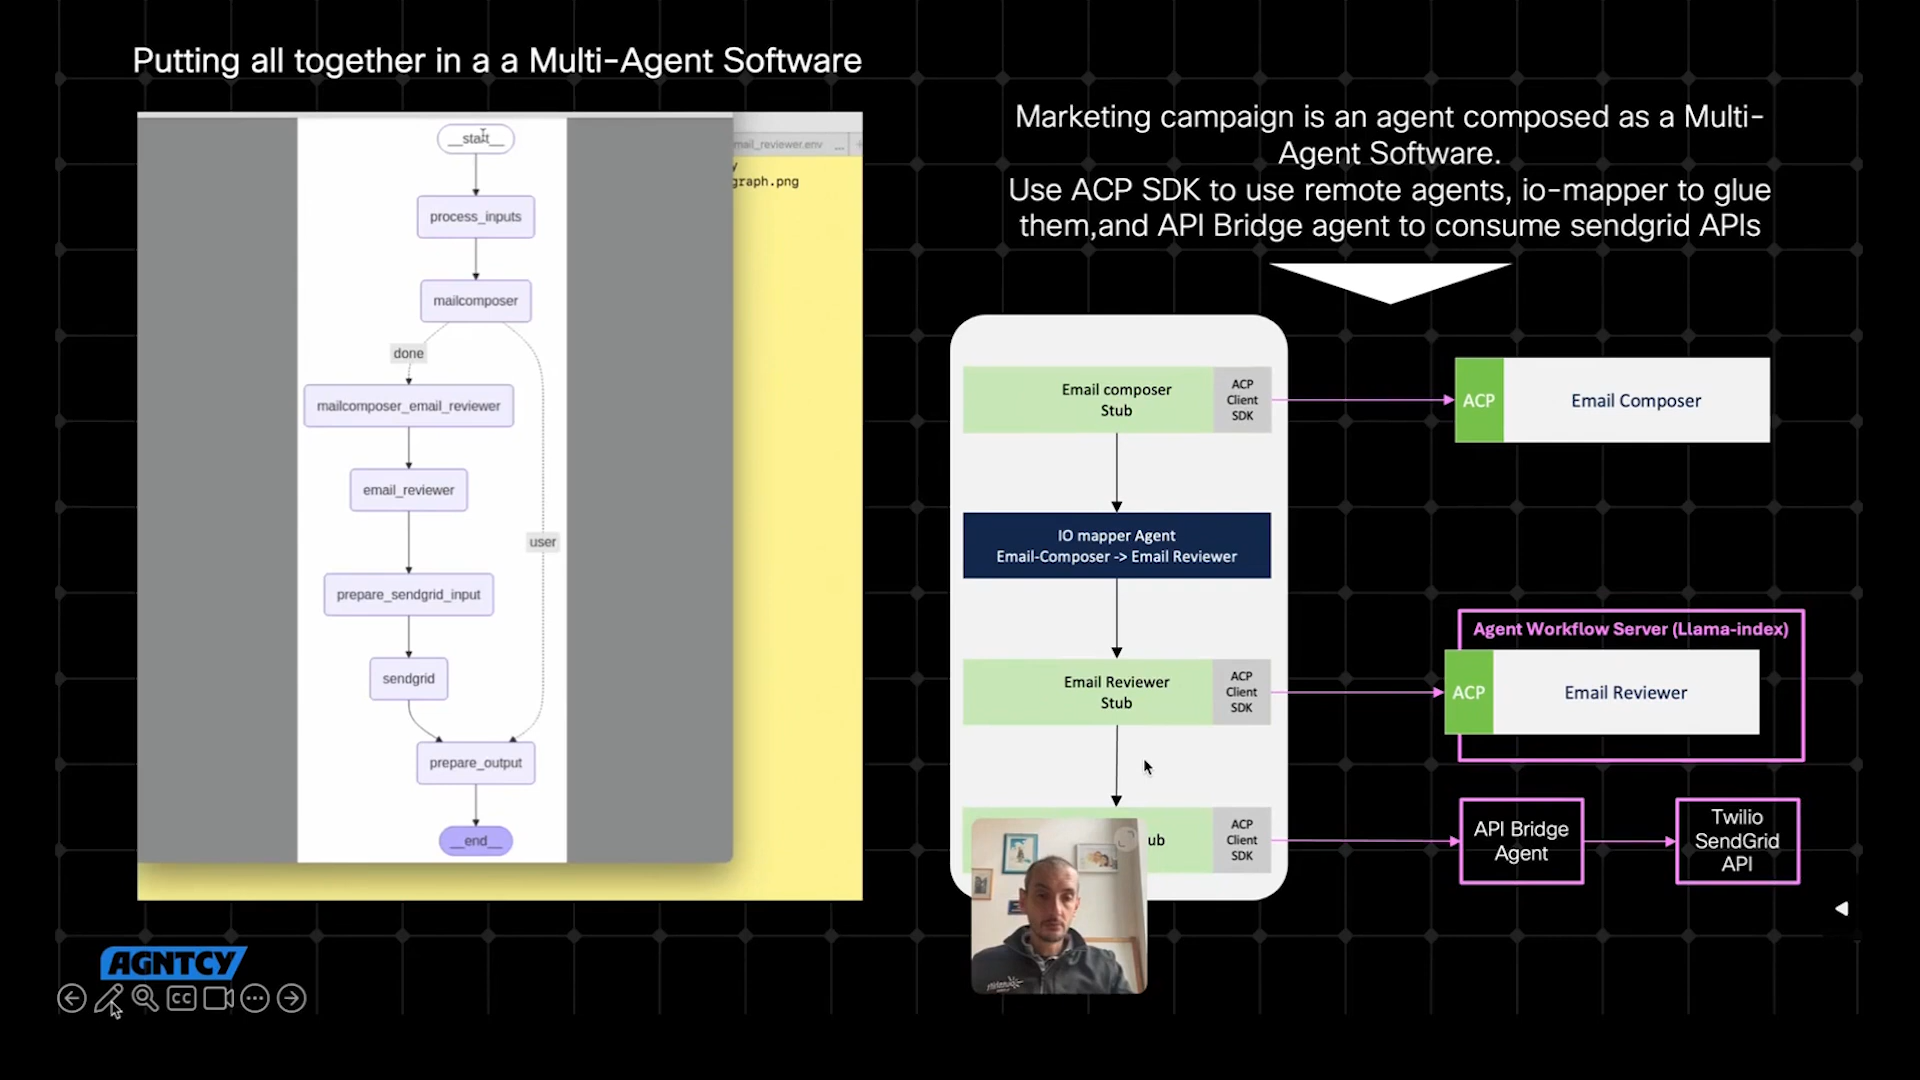 Putting all together in a a Multi-Agent Software
mail_reviewer.env
...
y
graph.png
__start__
process_inputs
mailcomposer
done
mailcomposer_email_reviewer
email_reviewer
user
prepare_sendgrid_input
sendgrid
prepare_output
__end__
Marketing campaign is an agent composed as a Multi-
Agent Software.
Use ACP SDK to use remote agents, io-mapper to glue
them,and API Bridge agent to consume sendgrid APIs
Email composer
Stub
ACP
Client
SDK
ACP
Email Composer
IO mapper Agent
Email-Composer -> Email Reviewer
Agent Workflow Server (Llama-index)
Email Reviewer
Stub
ACP
Client
SDK
ACP
Email Reviewer
ub
ACP
Client
SDK
API Bridge
Agent
Twilio
SendGrid
API
AGNTCY
CC